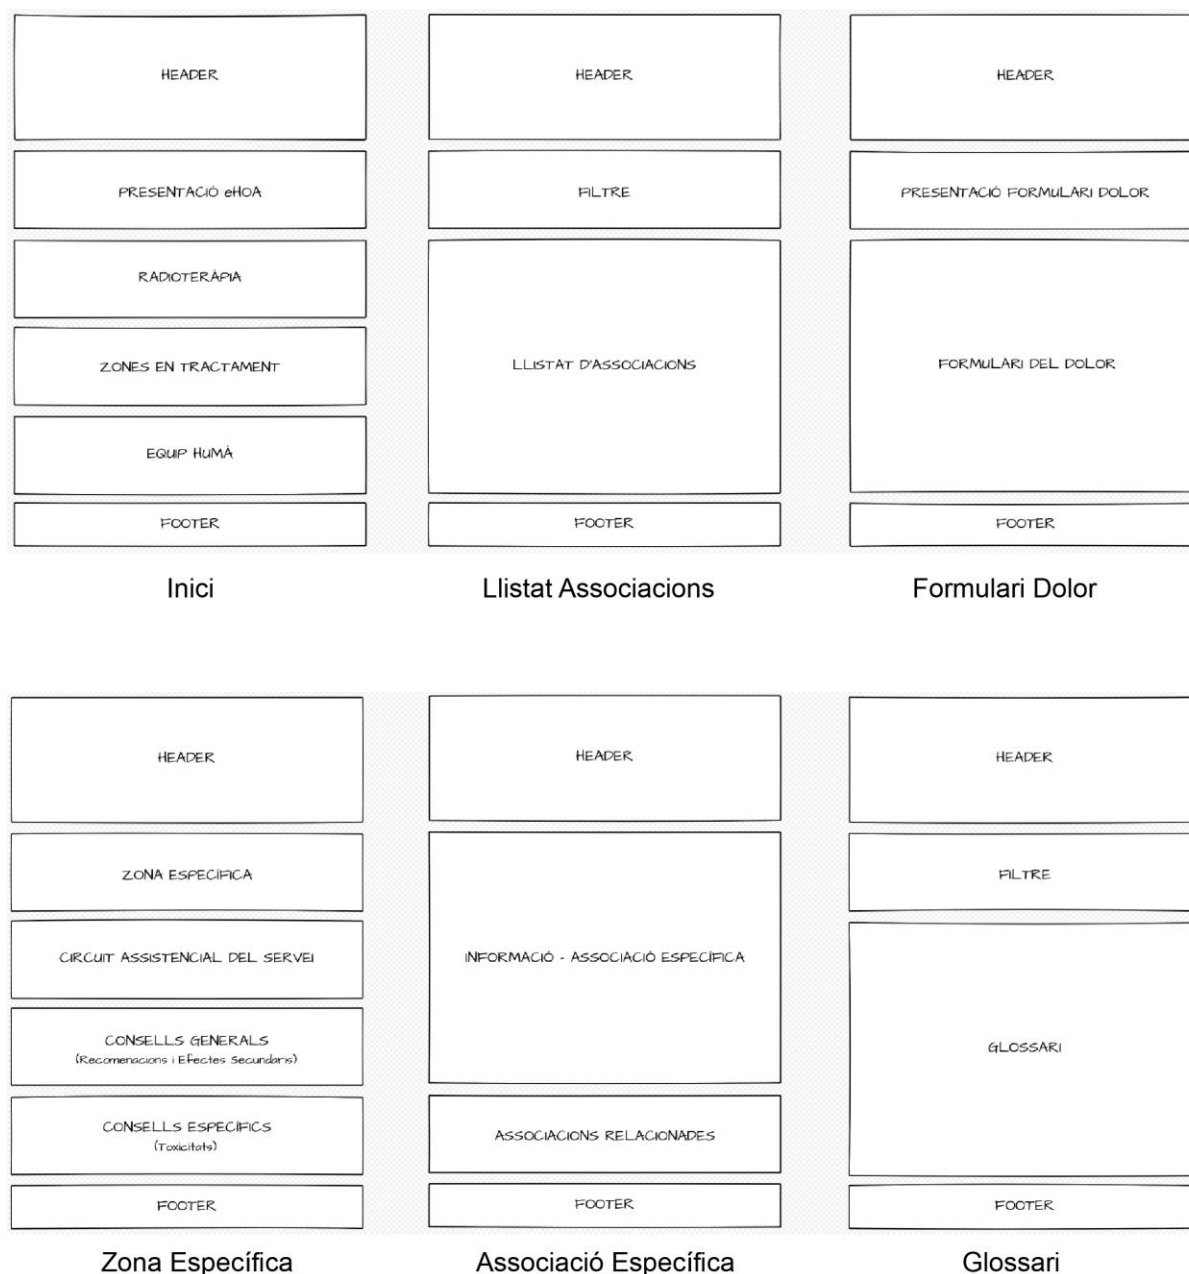 HEADER
PRESENTACIÓ eHOA
RADIOTERÀPIA
ZONES EN TRACTAMENT
EQUIP HUMÀ
FOOTER
Inici
HEADER
FILTRE
LLISTAT D'ASSOCIACIONS
FOOTER
Llistat Associacions
HEADER
PRESENTACIÓ FORMULARI DOLOR
FORMULARI DEL DOLOR
FOOTER
Formulari Dolor
HEADER
ZONA ESPECÍFICA
CIRCUIT ASSISTENCIAL DEL SERVEI
CONSELLS GENERALS
(Recomenacions i Efectes Secundaris)
CONSELLS ESPECÍFICS
(Toxicitats)
FOOTER
Zona Específica
HEADER
INFORMACIÓ - ASSOCIACIÓ ESPECÍFICA
ASSOCIACIONS RELACIONADES
FOOTER
Associació Específica
HEADER
FILTRE
GLOSSARI
FOOTER
Glossari